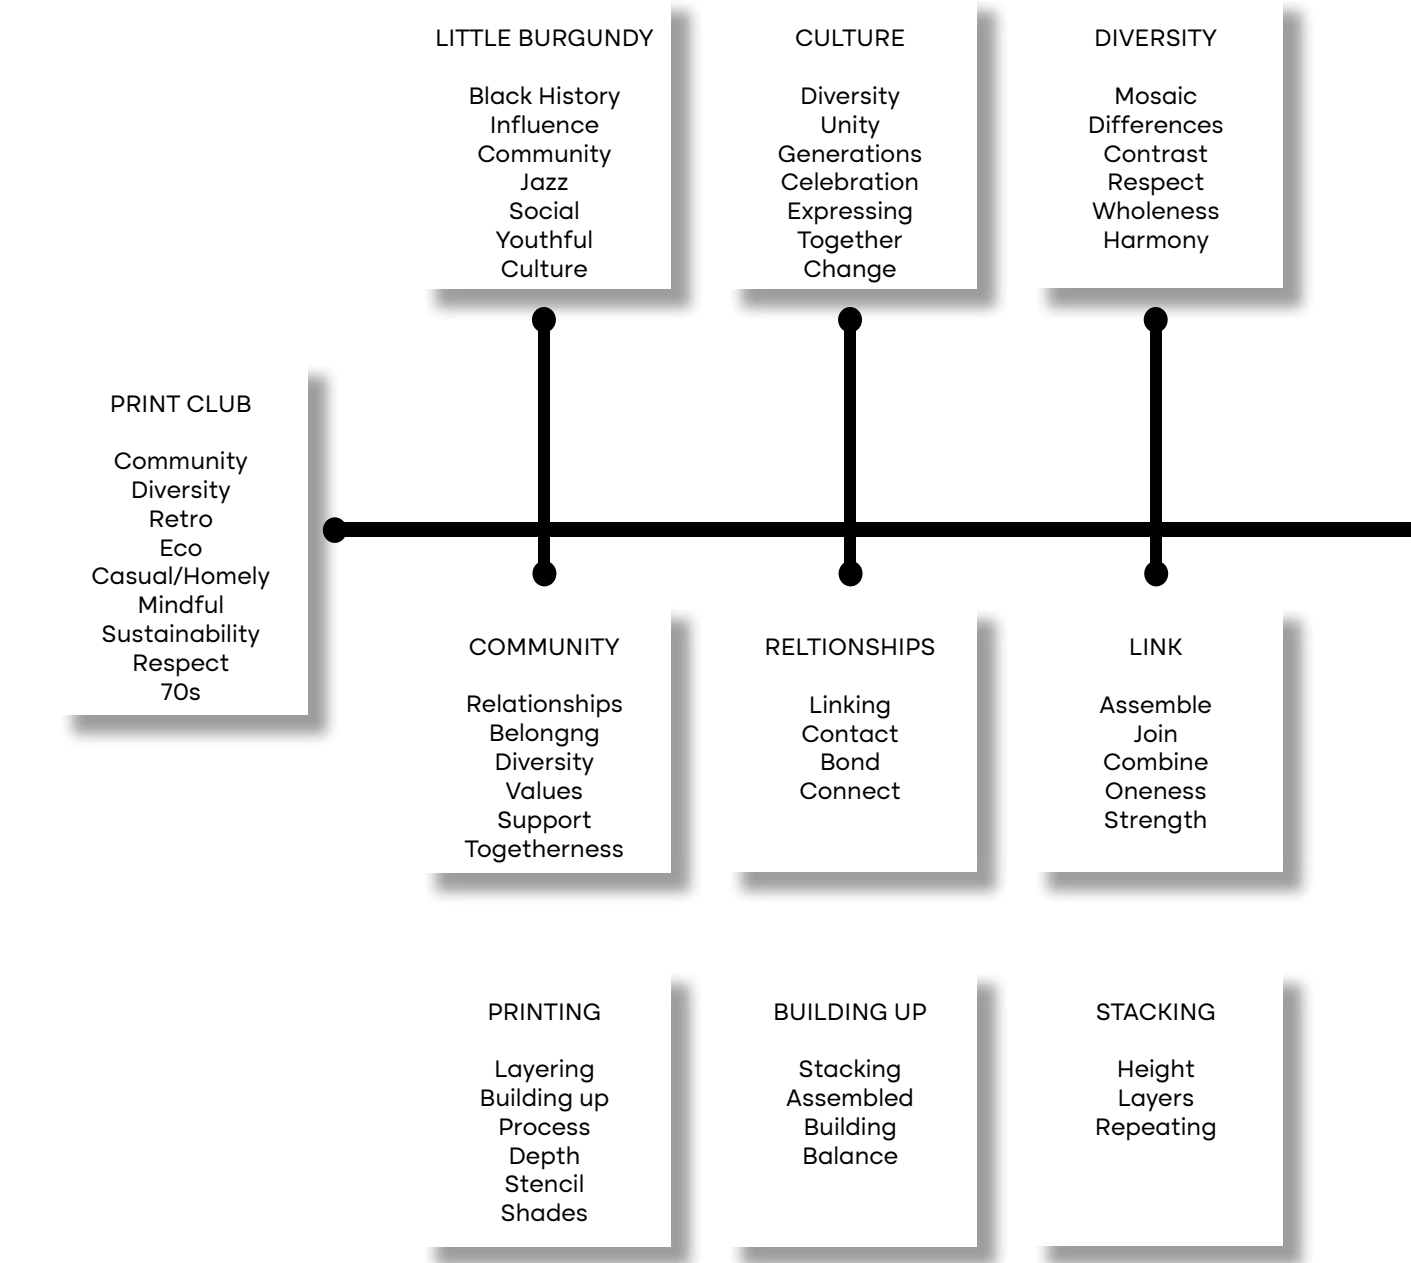 LITTLE BURGUNDY
Black History
Influence
Community
Jazz
Social
Youthful
Culture
CULTURE
Diversity
Unity
Generations
Celebration
Expressing
Together
Change
DIVERSITY
Mosaic
Differences
Contrast
Respect
Wholeness
Harmony
PRINT CLUB
Community
Diversity
Retro
Eco
Casual/Homely
Mindful
Sustainability
Respect
70s
COMMUNITY
Relationships
Belongng
Diversity
Values
Support
Togetherness
RELTIONSHIPS
Linking
Contact
Bond
Connect
LINK
Assemble
Join
Combine
Oneness
Strength
PRINTING
Layering
Building up
Process
Depth
Stencil
Shades
BUILDING UP
Stacking
Assembled
Building
Balance
STACKING
Height
Layers
Repeating